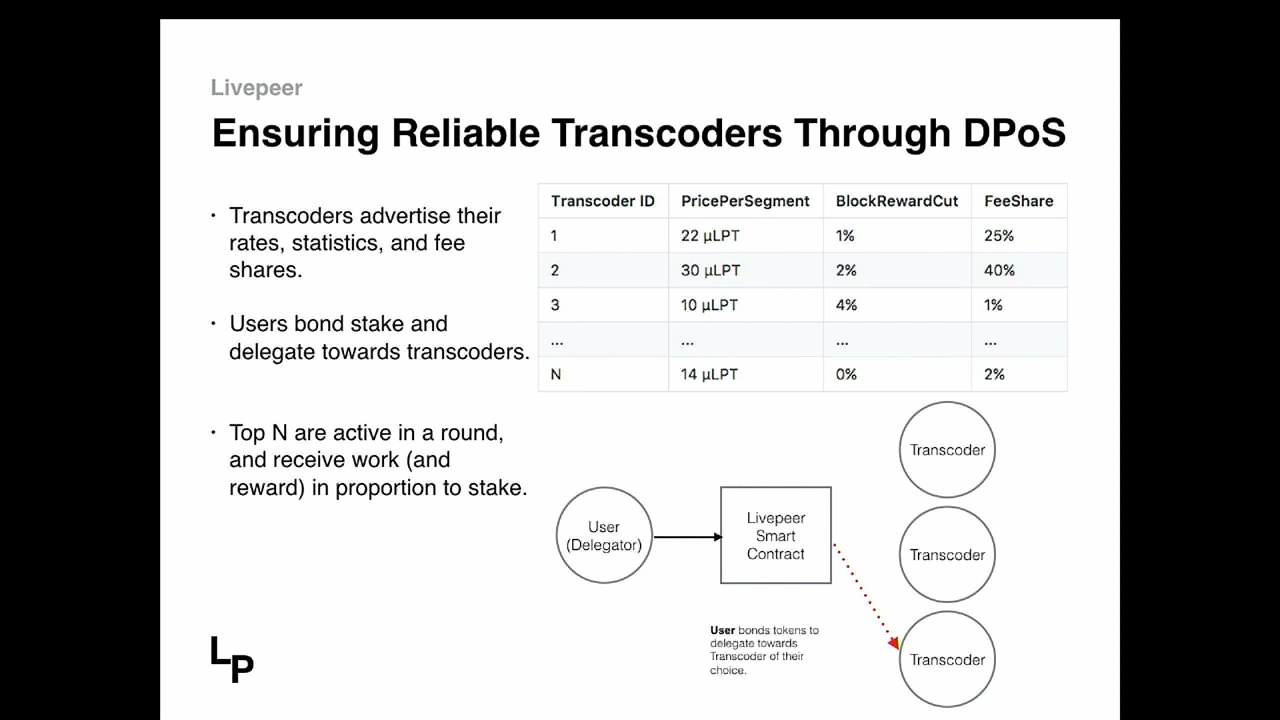 Livepeer
Ensuring Reliable Transcoders Through DPoS
· Transcoders advertise their
rates, statistics, and fee
shares.
· Users bond stake and
delegate towards transcoders.
· Top N are active in a round,
and receive work (and
reward) in proportion to stake.
Transcoder ID PricePerSegment BlockRewardCut FeeShare
1 22 μLPT 1% 25%
2 30 μLPT 2% 40%
3 10 μLPT 4% 1%
... ... ... ...
N 14 μLPT 0% 2%
User
(Delegator)
Livepeer
Smart
Contract
Transcoder
Transcoder
Transcoder
User bonds tokens to
delegate towards
Transcoder of their
choice.
LP